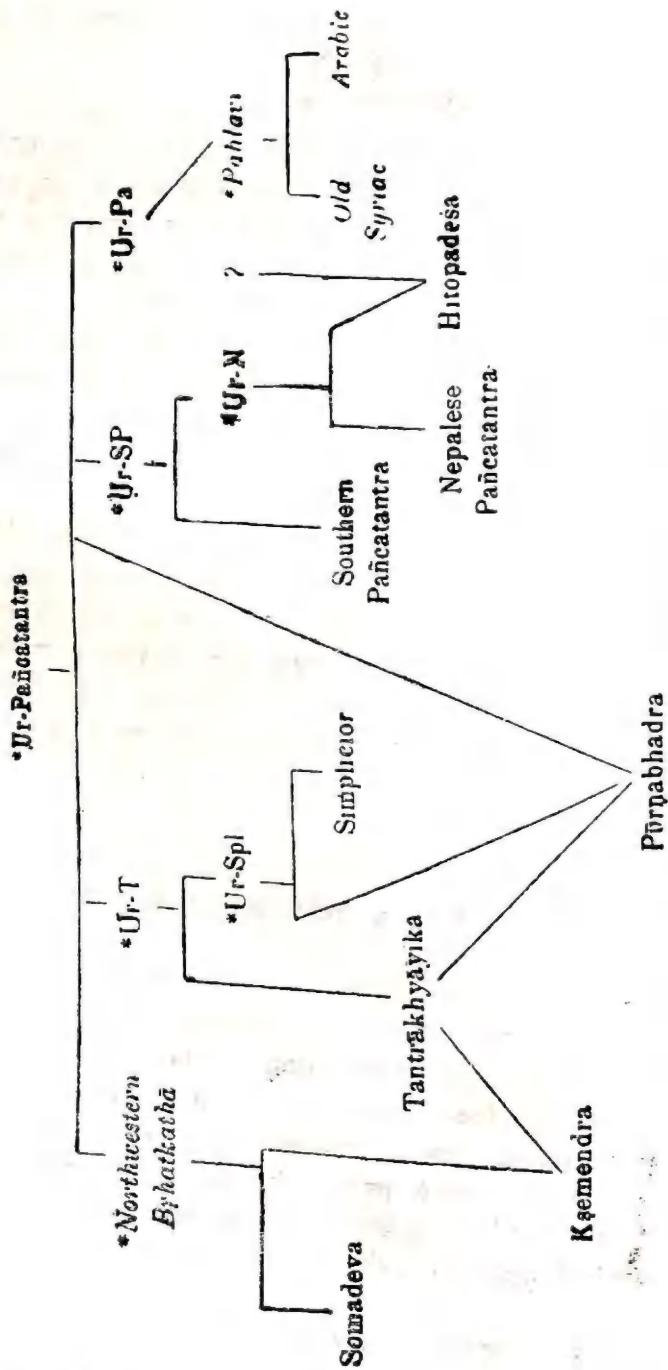 *Ur-Pañcatantra
*Northwestern
Bṛhatkathā
*Ur-T
*Ur-SP
*Ur-Pa
*Ur-Spl
*Ur-N
?
*Pahlavi
Somadeva
Tantrākhyāyika
Simplicior
Southern
Pañcatantra
Old
Syriac
Arabic
Nepalese
Pañcatantra
Hitopadeśa
Kṣemendra
Pūrṇabhadra